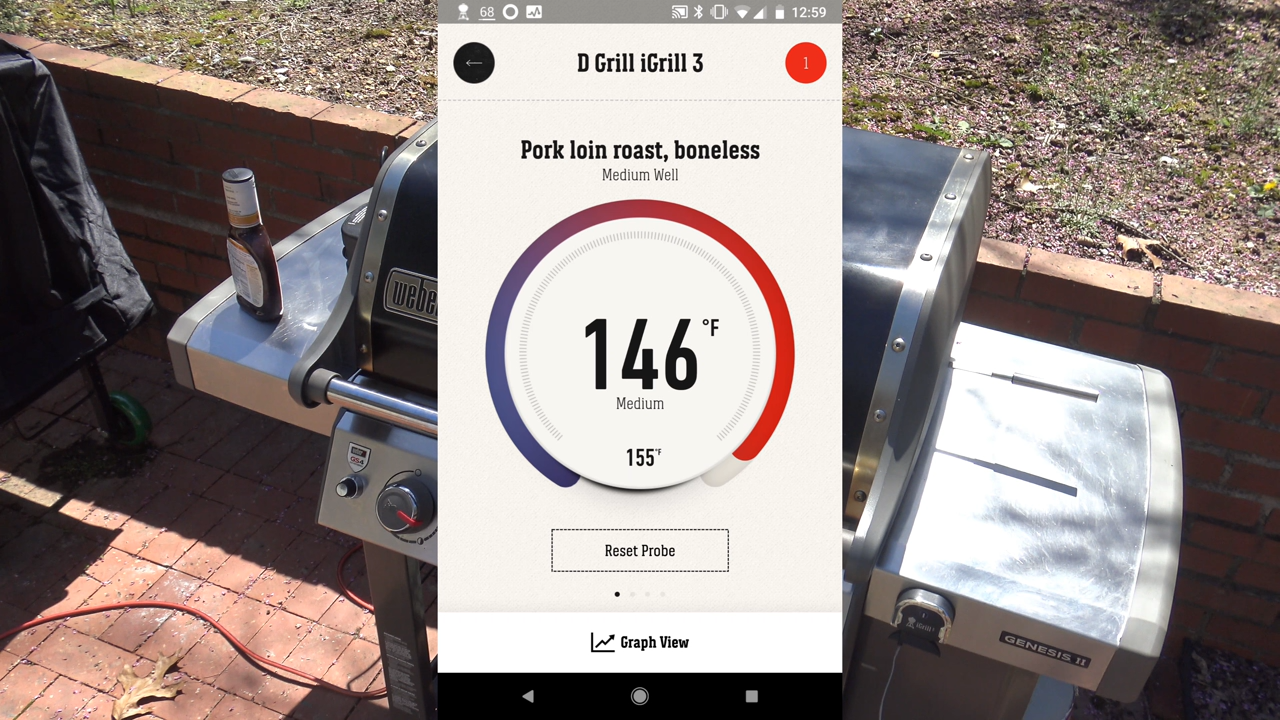 68
12:59
D Grill iGrill 3
1
Pork loin roast, boneless
Medium Well
146 °F
Medium
155°F
Reset Probe
Graph View
weber
GS4
iGRILL
GENESIS II